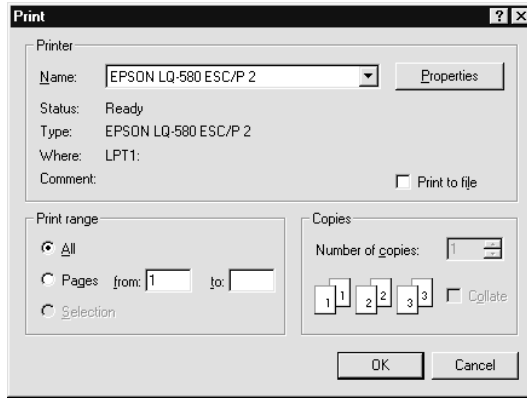 Print
Printer
Name: EPSON LQ-580 ESC/P 2 Properties
Status: Ready
Type: EPSON LQ-580 ESC/P 2
Where: LPT1:
Comment: Print to file
Print range
All
Pages from: 1 to:
Selection
Copies
Number of copies: 1
1 1 2 2 3 3 Collate
OK Cancel